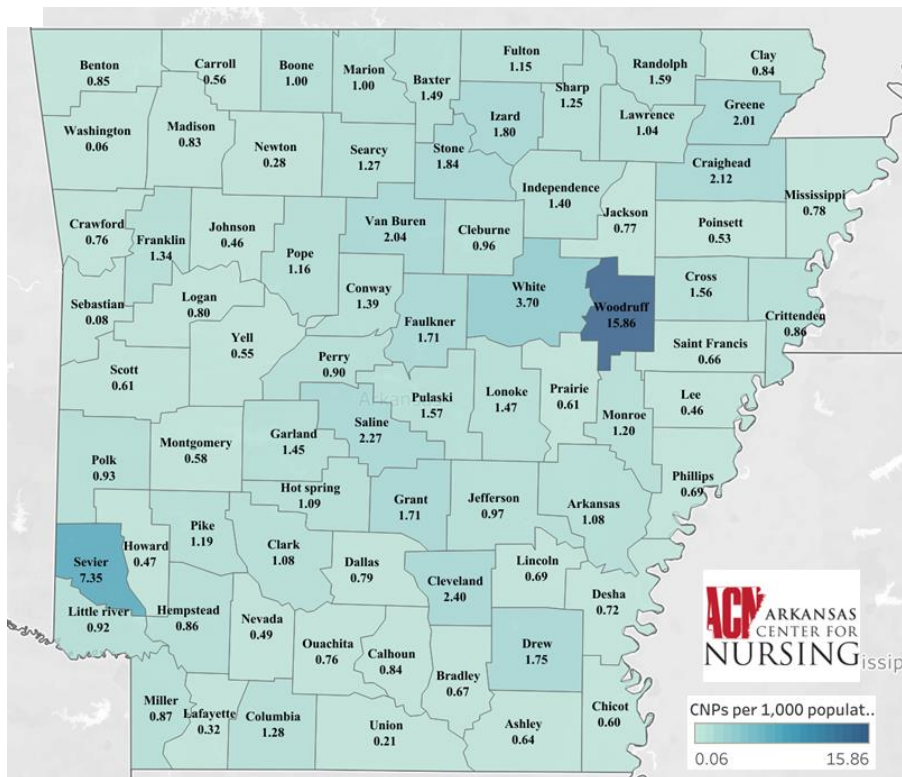 Benton
0.85
Carroll
0.56
Boone
1.00
Marion
1.00
Baxter
1.49
Fulton
1.15
Sharp
1.25
Randolph
1.59
Clay
0.84
Washington
0.06
Madison
0.83
Newton
0.28
Searcy
1.27
Stone
1.84
Izard
1.80
Lawrence
1.04
Greene
2.01
Craighead
2.12
Mississippi
0.78
Crawford
0.76
Franklin
1.34
Johnson
0.46
Pope
1.16
Van Buren
2.04
Cleburne
0.96
Independence
1.40
Jackson
0.77
Poinsett
0.53
Sebastian
0.08
Logan
0.80
Conway
1.39
Faulkner
1.71
White
3.70
Woodruff
15.86
Cross
1.56
Crittenden
0.86
Scott
0.61
Yell
0.55
Perry
0.90
Pulaski
1.57
Lonoke
1.47
Prairie
0.61
Monroe
1.20
Saint Francis
0.66
Lee
0.46
Polk
0.93
Montgomery
0.58
Garland
1.45
Saline
2.27
Hot spring
1.09
Grant
1.71
Jefferson
0.97
Arkansas
1.08
Phillips
0.69
Sevier
7.35
Howard
0.47
Pike
1.19
Clark
1.08
Dallas
0.79
Cleveland
2.40
Lincoln
0.69
Desha
0.72
Little river
0.92
Hempstead
0.86
Nevada
0.49
Ouachita
0.76
Calhoun
0.84
Bradley
0.67
Drew
1.75
Miller
0.87
Lafayette
0.32
Columbia
1.28
Union
0.21
Ashley
0.64
Chicot
0.60
ACN ARKANSAS
CENTER FOR
NURSING
issip
CNPs per 1,000 populat..
0.06 15.86